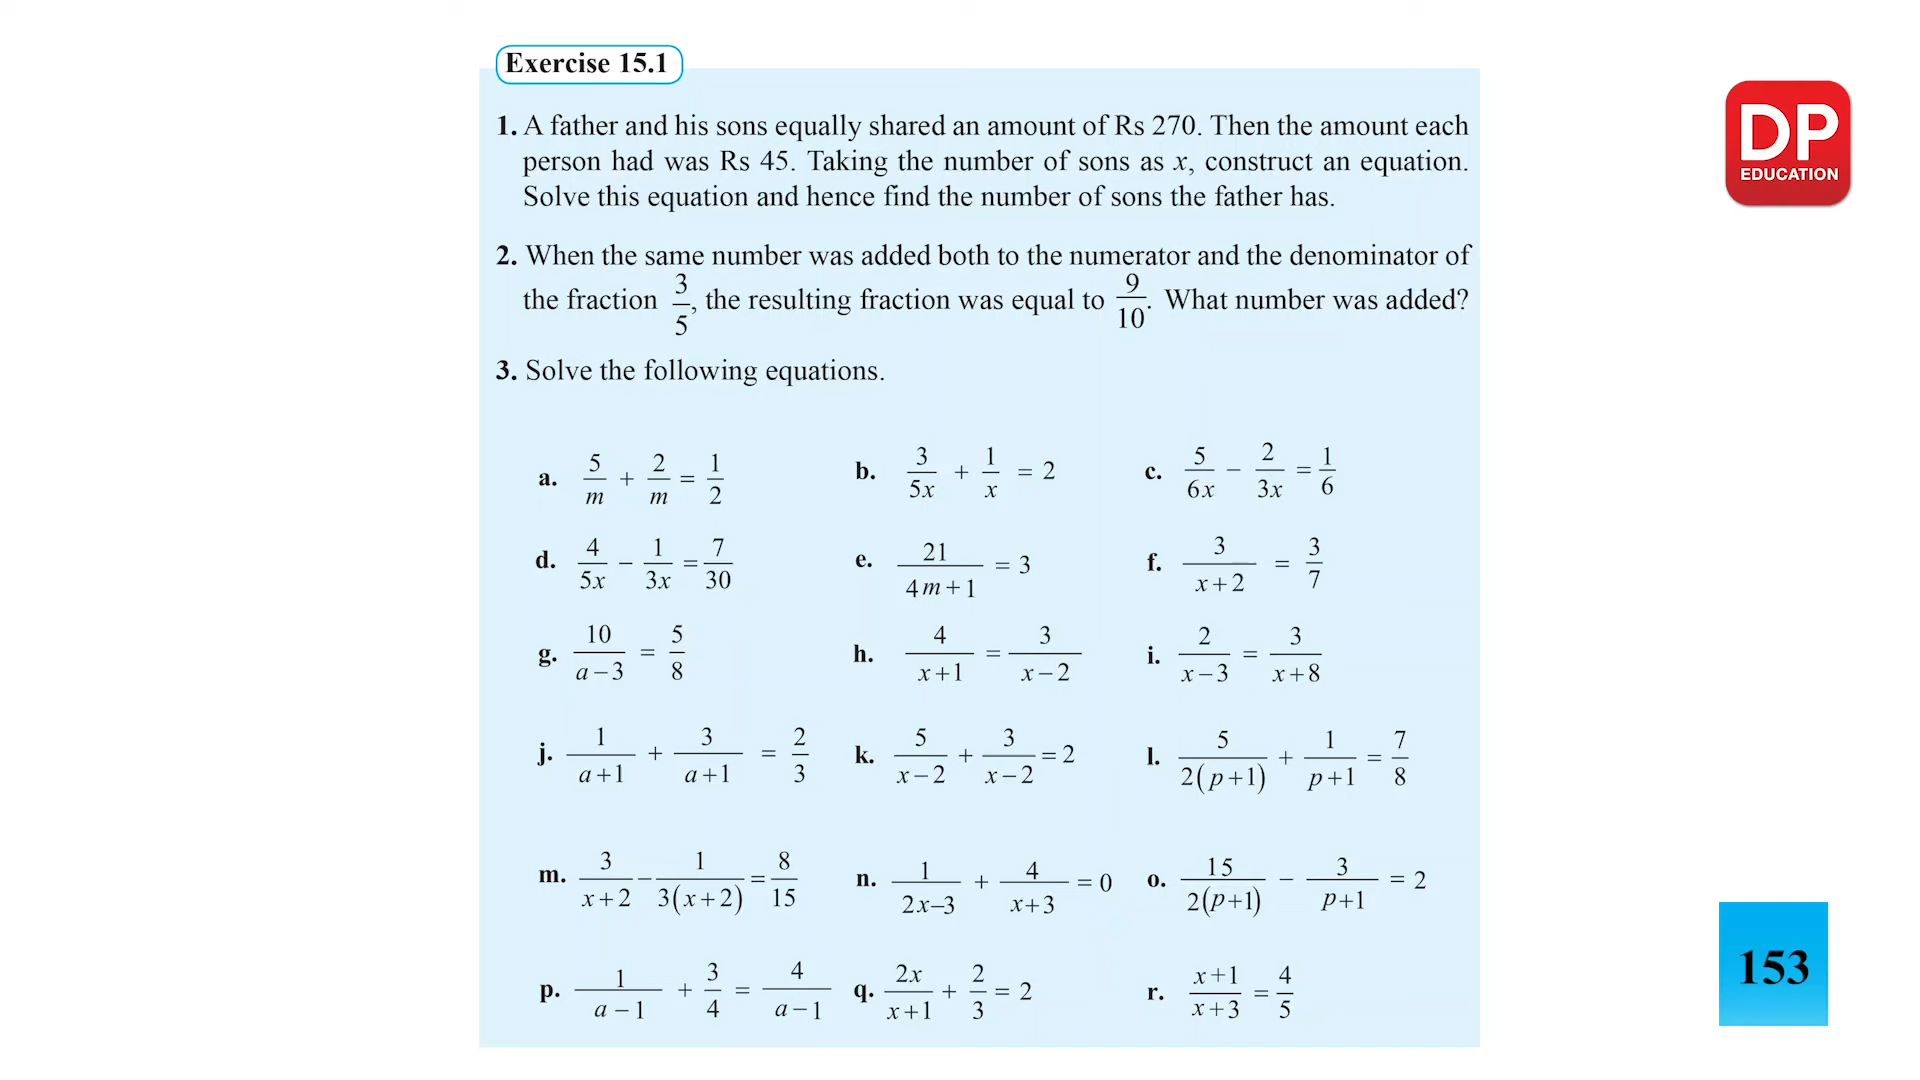 Exercise 15.1
DP
EDUCATION
1. A father and his sons equally shared an amount of Rs 270. Then the amount each
person had was Rs 45. Taking the number of sons as x, construct an equation.
Solve this equation and hence find the number of sons the father has.
2. When the same number was added both to the numerator and the denominator of
the fraction 3/5, the resulting fraction was equal to 9/10. What number was added?
3. Solve the following equations.
a. 5/m + 2/m = 1/2
b. 3/5x + 1/x = 2
c. 5/6x − 2/3x = 1/6
d. 4/5x − 1/3x = 7/30
e. 21/(4m+1) = 3
f. 3/(x+2) = 3/7
g. 10/(a−3) = 5/8
h. 4/(x+1) = 3/(x−2)
i. 2/(x−3) = 3/(x+8)
j. 1/(a+1) + 3/(a+1) = 2/3
k. 5/(x−2) + 3/(x−2) = 2
l. 5/2(p+1) + 1/(p+1) = 7/8
m. 3/(x+2) − 1/3(x+2) = 8/15
n. 1/(2x−3) + 4/(x+3) = 0
o. 15/2(p+1) − 3/(p+1) = 2
p. 1/(a−1) + 3/4 = 4/(a−1)
q. 2x/(x+1) + 2/3 = 2
r. (x+1)/(x+3) = 4/5
153